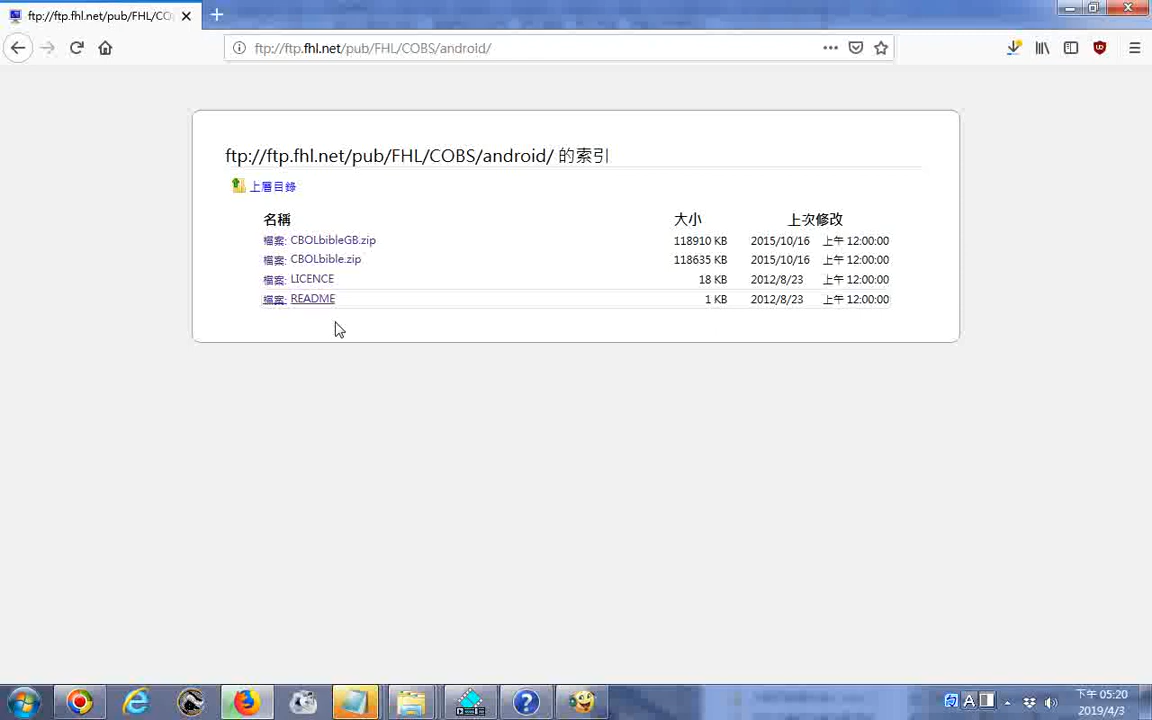 ftp://ftp.fhl.net/pub/FHL/CO
ftp://ftp.fhl.net/pub/FHL/COBS/android/
ftp://ftp.fhl.net/pub/FHL/COBS/android/ 的索引
上層目錄
名稱 大小 上次修改
檔案: CBOLbibleGB.zip 118910 KB 2015/10/16 上午 12:00:00
檔案: CBOLbible.zip 118635 KB 2015/10/16 上午 12:00:00
檔案: LICENCE 18 KB 2012/8/23 上午 12:00:00
檔案: README 1 KB 2012/8/23 上午 12:00:00
A
下午 05:20
2019/4/3